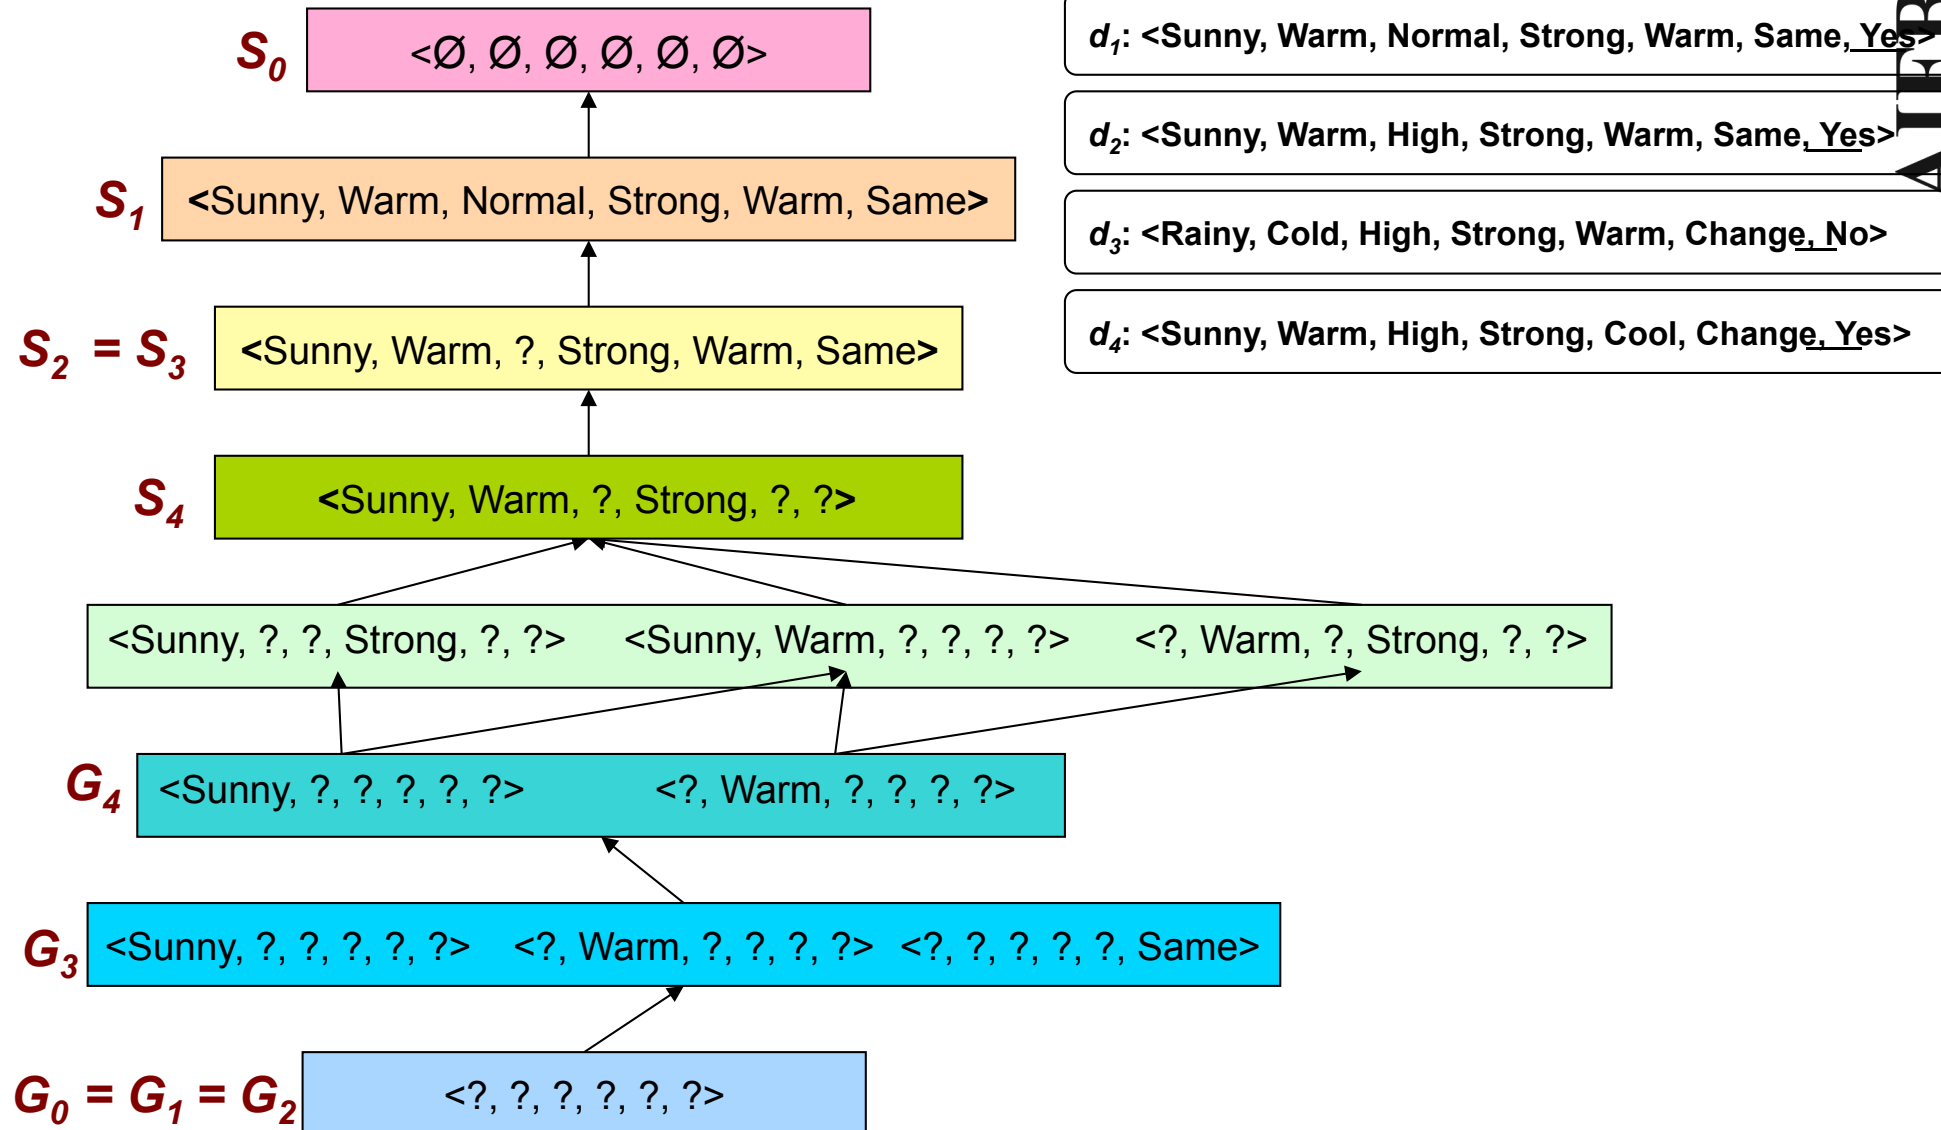 S0 <Ø, Ø, Ø, Ø, Ø, Ø>
S1 <Sunny, Warm, Normal, Strong, Warm, Same>
S2 = S3 <Sunny, Warm, ?, Strong, Warm, Same>
S4 <Sunny, Warm, ?, Strong, ?, ?>
<Sunny, ?, ?, Strong, ?, ?> <Sunny, Warm, ?, ?, ?, ?> <?, Warm, ?, Strong, ?, ?>
G4 <Sunny, ?, ?, ?, ?, ?> <?, Warm, ?, ?, ?, ?>
G3 <Sunny, ?, ?, ?, ?, ?> <?, Warm, ?, ?, ?, ?> <?, ?, ?, ?, ?, Same>
G0 = G1 = G2 <?, ?, ?, ?, ?, ?>
d1: <Sunny, Warm, Normal, Strong, Warm, Same, Yes>
d2: <Sunny, Warm, High, Strong, Warm, Same, Yes>
d3: <Rainy, Cold, High, Strong, Warm, Change, No>
d4: <Sunny, Warm, High, Strong, Cool, Change, Yes>